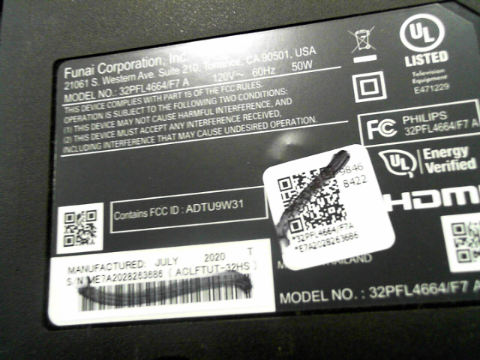 Funai Corporation, Inc.
21061 S. Western Ave. Suite 210, Torrance, CA 90501, USA
MODEL NO.: 32PFL4664/F7 A 120V~ 60Hz 50W
THIS DEVICE COMPLIES WITH PART 15 OF THE FCC RULES.
OPERATION IS SUBJECT TO THE FOLLOWING TWO CONDITIONS:
(1) THIS DEVICE MAY NOT CAUSE HARMFUL INTERFERENCE, AND
(2) THIS DEVICE MUST ACCEPT ANY INTERFERENCE RECEIVED,
INCLUDING INTERFERENCE THAT MAY CAUSE UNDESIRED OPERATION.
UL
LISTED
Television
Equipment
E471229
FC
PHILIPS
32PFL4664/F7 A
UL
Energy
Verified
HDMI
Contains FCC ID : ADTU9W31
B422
*32PFL4664/F7 A
THAILAND
MANUFACTURED: JULY 2020 T
S/N (ACLFTUT-32HS)
MODEL NO. : 32PFL4664/F7 A